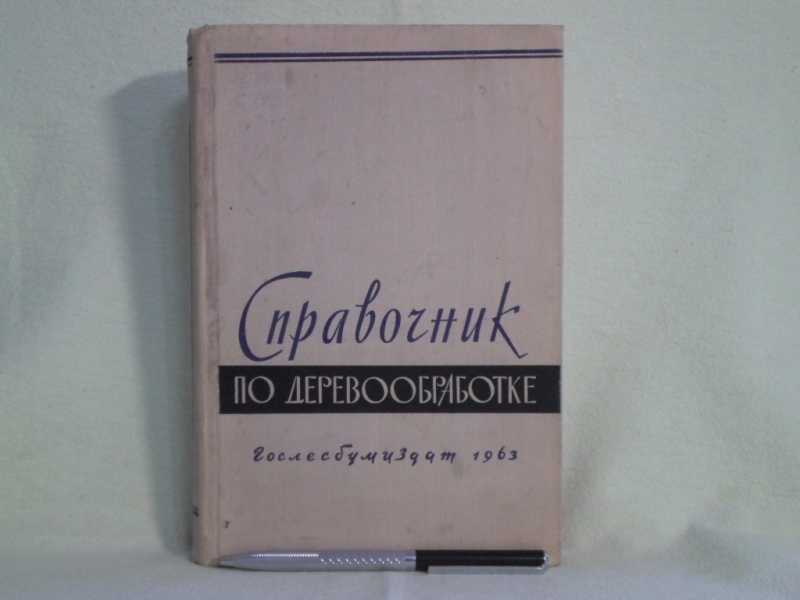 Справочник
ПО ДЕРЕВООБРАБОТКЕ
Гослесбумиздат 1963